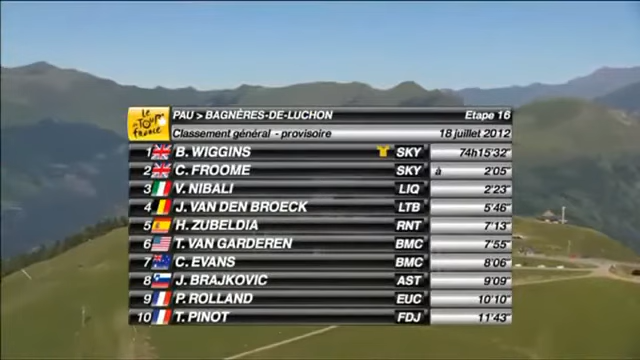 le
Tour
de
france
PAU > BAGNÈRES-DE-LUCHON Etape 16
Classement général - provisoire 18 juillet 2012
1 B. WIGGINS SKY 74h15'32"
2 C. FROOME SKY à 2'05"
3 V. NIBALI LIQ 2'23"
4 J. VAN DEN BROECK LTB 5'46"
5 H. ZUBELDIA RNT 7'13"
6 T. VAN GARDEREN BMC 7'55"
7 C. EVANS BMC 8'06"
8 J. BRAJKOVIC AST 9'09"
9 P. ROLLAND EUC 10'10"
10 T. PINOT FDJ 11'43"